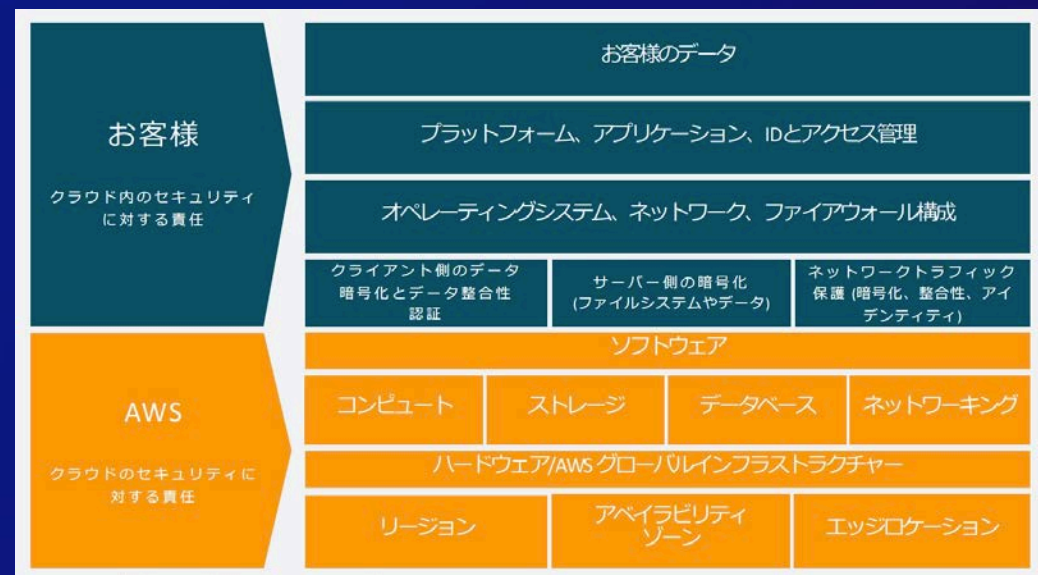 お客様
クラウド内のセキュリティ
に対する責任
お客様のデータ
プラットフォーム、アプリケーション、IDとアクセス管理
オペレーティングシステム、ネットワーク、ファイアウォール構成
クライアント側のデータ
暗号化とデータ整合性
認証
サーバー側の暗号化
(ファイルシステムやデータ)
ネットワークトラフィック
保護 (暗号化、整合性、アイ
デンティティ)
AWS
クラウドのセキュリティに
対する責任
ソフトウェア
コンピュート
ストレージ
データベース
ネットワーキング
ハードウェア/AWS グローバルインフラストラクチャー
リージョン
アベイラビリティ
ゾーン
エッジロケーション